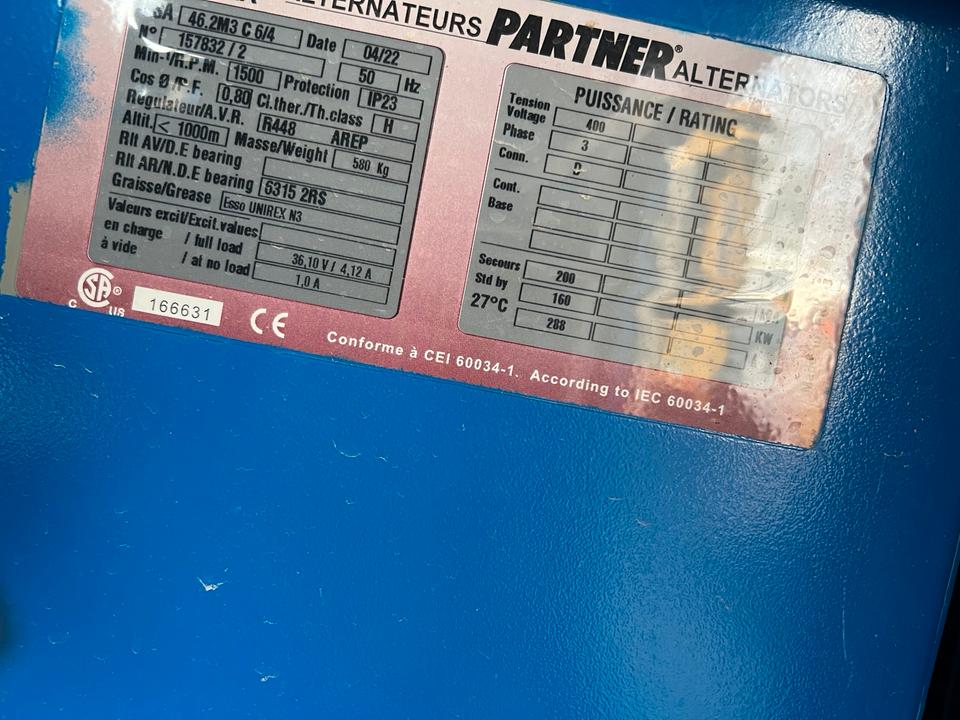 ALTERNATEURS PARTNER® ALTERNATORS
46.2M3 C 6/4 Date 04/22
N° 157832 / 2 50 Hz
Min-¹/R.P.M. 1500 Protection IP23
Cos Ø /P.F. 0,80 Cl.ther./Th.class H
Regulateur/A.V.R. R448 AREP
Altit. < 1000m Masse/Weight 580 Kg
Rlt AV/D.E bearing
Rlt AR/N.D.E bearing 6315 2RS
Graisse/Grease Esso UNIREX N3
Valeurs excit/Excit.values
en charge / full load 36,10 V / 4,12 A
à vide / at no load 1,0 A
PUISSANCE / RATING
Tension
Voltage 400
Phase 3
Conn. D
Cont.
Base
Secours 200
Std by 160 KW
27°C 288
C SA® US 166631 CE
Conforme à CEI 60034-1. According to IEC 60034-1